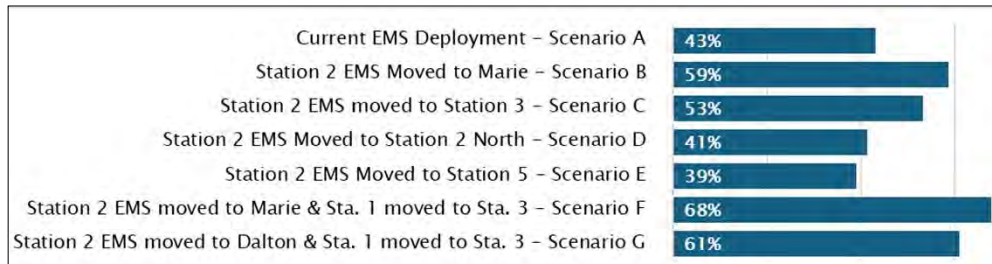 Current EMS Deployment – Scenario A 43%
Station 2 EMS Moved to Marie – Scenario B 59%
Station 2 EMS moved to Station 3 – Scenario C 53%
Station 2 EMS Moved to Station 2 North – Scenario D 41%
Station 2 EMS Moved to Station 5 – Scenario E 39%
Station 2 EMS moved to Marie & Sta. 1 moved to Sta. 3 – Scenario F 68%
Station 2 EMS moved to Dalton & Sta. 1 moved to Sta. 3 – Scenario G 61%